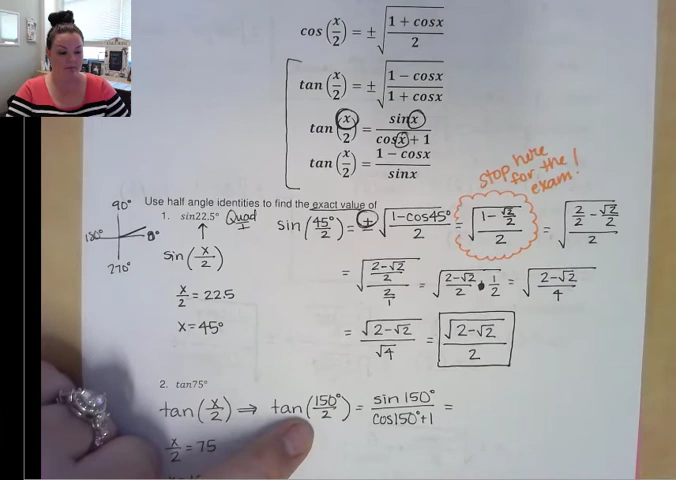 cos (x/2) = ± √((1 + cosx)/2)
tan (x/2) = ± √((1 − cosx)/(1 + cosx))
tan (x/2) = sinx/(cosx + 1)
tan (x/2) = (1 − cosx)/sinx
stop here
for the
exam!
Use half angle identities to find the exact value of
90°
180° 0°
270°
1. sin22.5° Quad I
sin(x/2)
x/2 = 22.5
x = 45°
sin(45°/2) = ± √((1-cos45°)/2) = √((1 - √2/2)/2) = √((2/2 - √2/2)/2)
= √(((2-√2)/2)/(2/1)) = √((2-√2)/2 • 1/2) = √((2-√2)/4)
= √(2-√2)/√4 = √(2-√2)/2
2. tan75°
tan(x/2) ⇒ tan(150°/2) = sin 150°/(cos150°+1) =
x/2 = 75